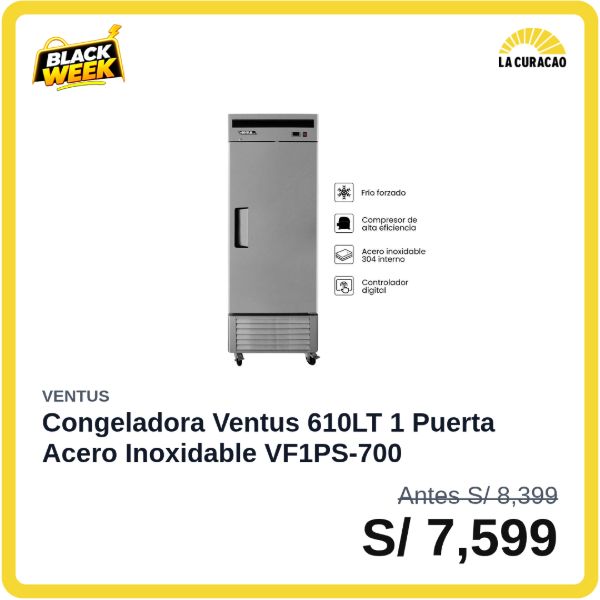 BLACK
WEEK
LA CURACAO
Frío forzado
Compresor de
alta eficiencia
Acero inoxidable
304 interno
Controlador
digital
VENTUS
Congeladora Ventus 610LT 1 Puerta
Acero Inoxidable VF1PS-700
Antes S/ 8,399
S/ 7,599